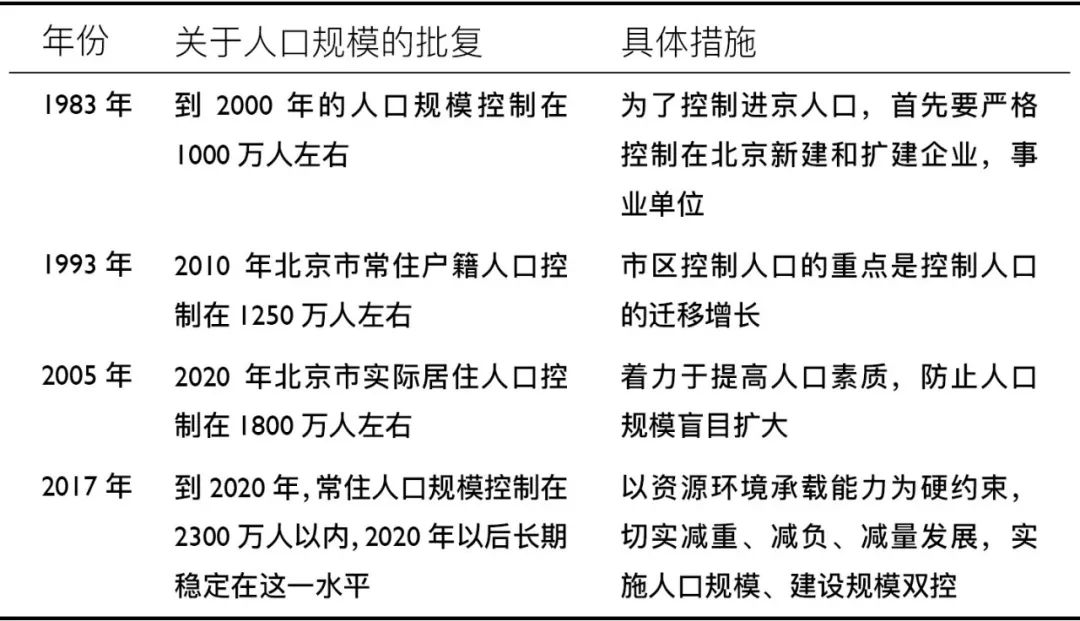 年份 关于人口规模的批复 具体措施
1983 年 到 2000 年的人口规模控制在 为了控制进京人口，首先要严格
1000 万人左右 控制在北京新建和扩建企业，事
业单位
1993 年 2010 年北京市常住户籍人口控 市区控制人口的重点是控制人口
制在 1250 万人左右 的迁移增长
2005 年 2020 年北京市实际居住人口控 着力于提高人口素质，防止人口
制在 1800 万人左右 规模盲目扩大
2017 年 到 2020 年，常住人口规模控制在 以资源环境承载能力为硬约束，
2300 万人以内，2020 年以后长期 切实减重、减负、减量发展，实
稳定在这一水平 施人口规模、建设规模双控